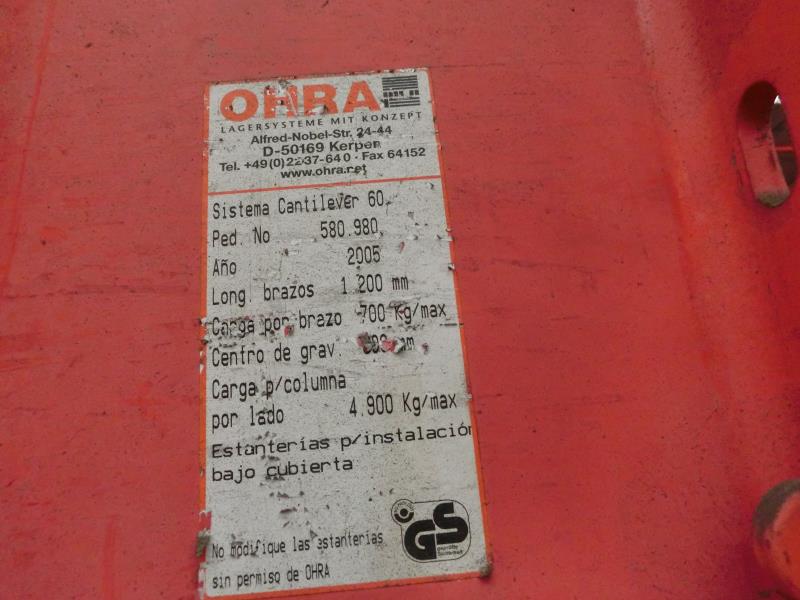 OHRA
LAGERSYSTEME MIT KONZEPT
Alfred-Nobel-Str. 24-44
D-50169 Kerpen
Tel. +49(0)2237-640 · Fax 64152
www.ohra.net
Sistema Cantilever 60.
Ped. No 580.980.
Año 2005
Long. brazos 1.200 mm
Carga por brazo 700 Kg/max
Centro de grav. mm
Carga p/columna
por lado 4.900 Kg/max
Estanterías p/instalación
bajo cubierta
GS
geprüfte
Sicherheit
No modifique las estanterías
sin permiso de OHRA